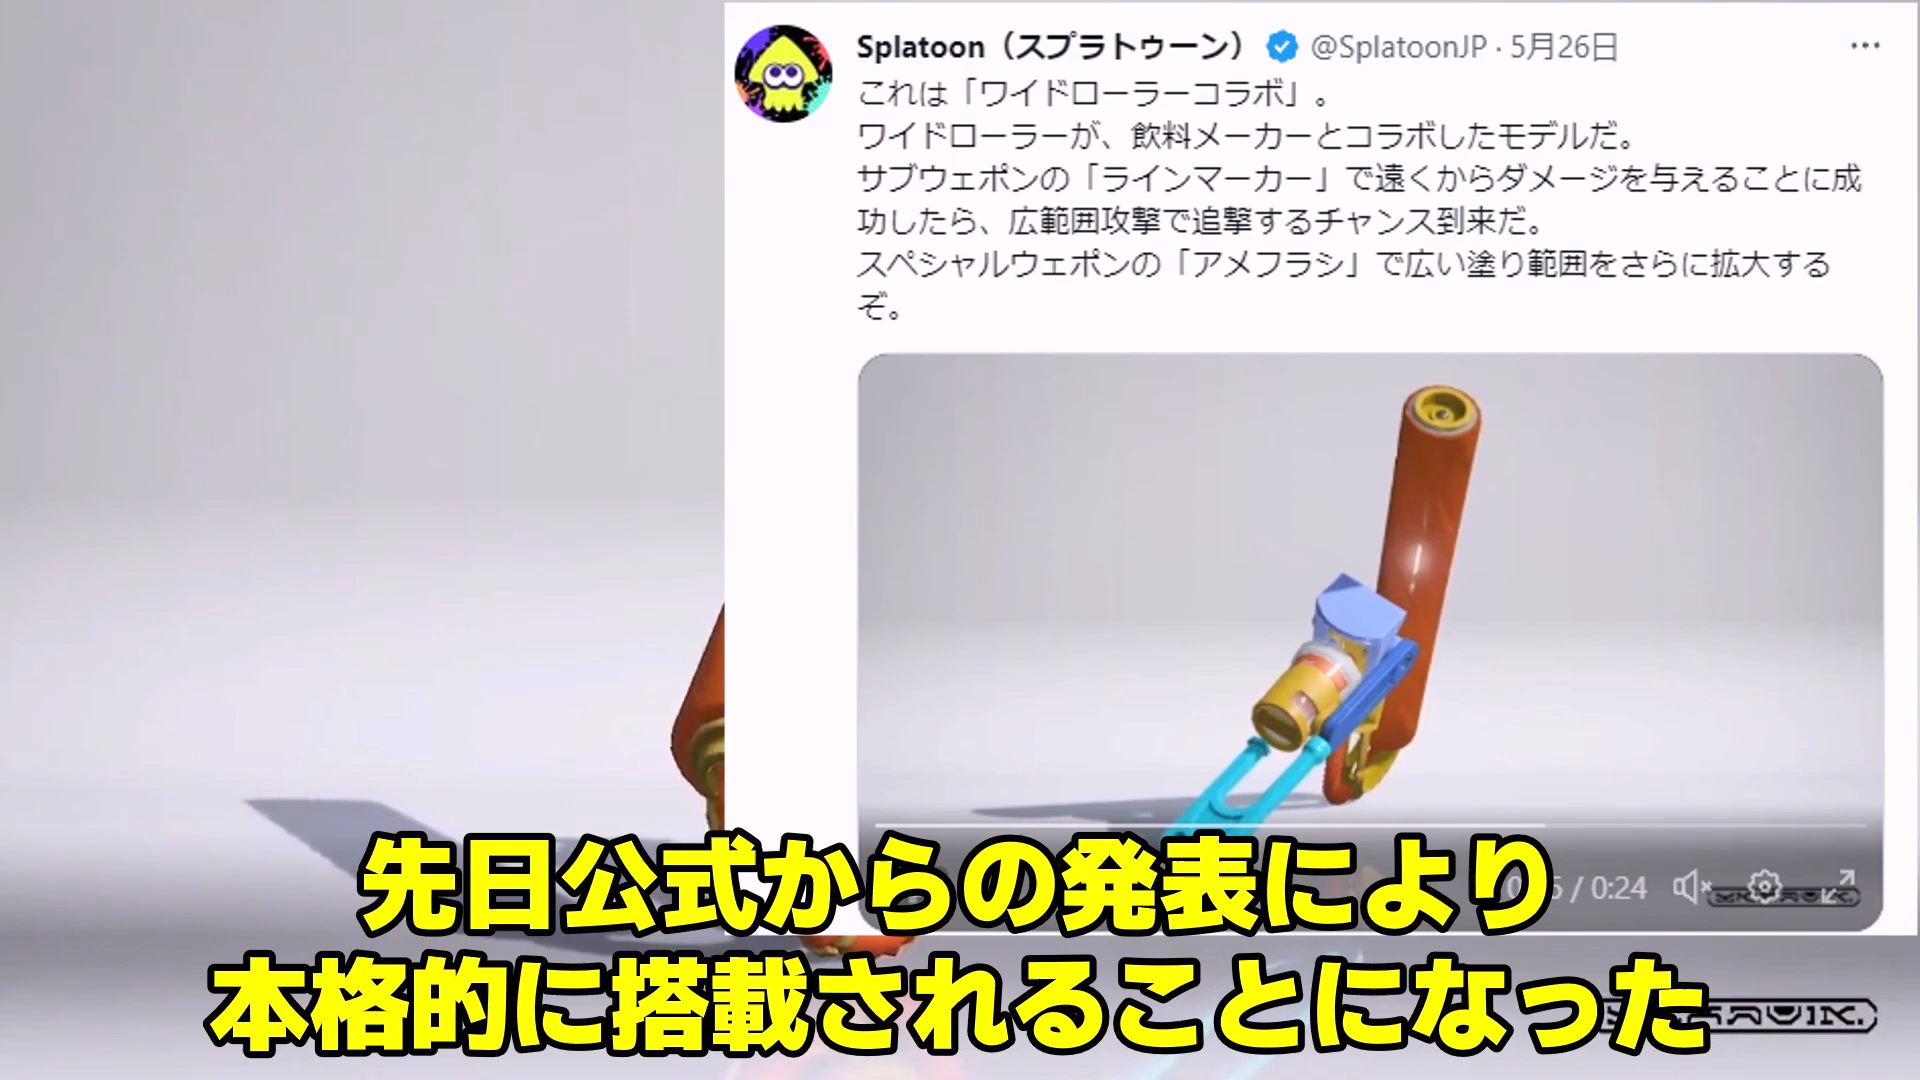 Splatoon（スプラトゥーン） @SplatoonJP · 5月26日
これは「ワイドローラーコラボ」。
ワイドローラーが、飲料メーカーとコラボしたモデルだ。
サブウェポンの「ラインマーカー」で遠くからダメージを与えることに成
功したら、広範囲攻撃で追撃するチャンス到来だ。
スペシャルウェポンの「アメフラシ」で広い塗り範囲をさらに拡大する
ぞ。
/ 0:24
先日公式からの発表により
本格的に搭載されることになった